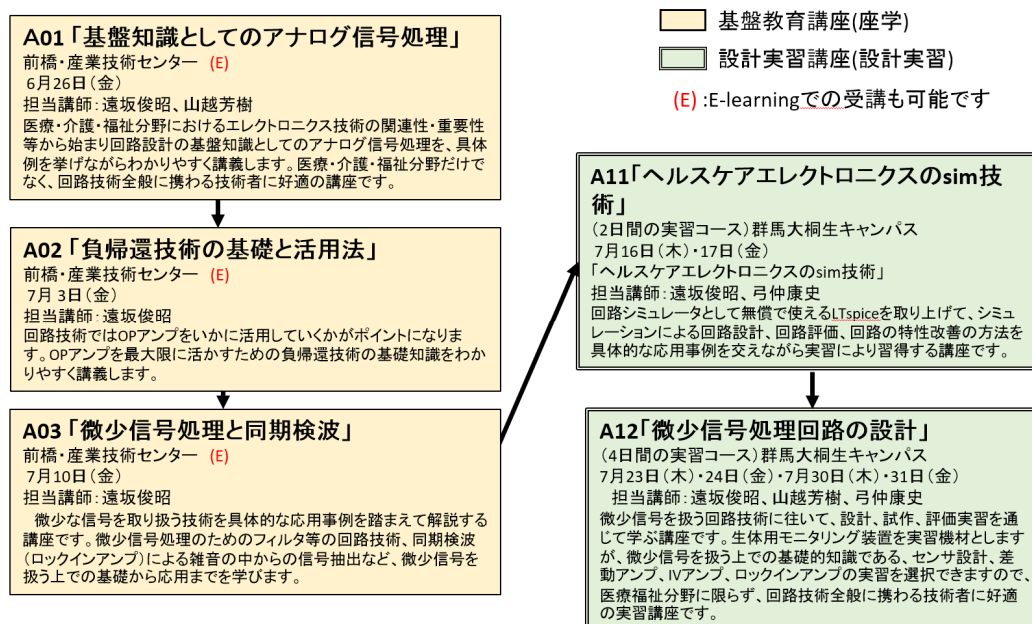 A01「基盤知識としてのアナログ信号処理」
前橋・産業技術センター (E)
6月26日(金)
担当講師:遠坂俊昭、山越芳樹
医療・介護・福祉分野におけるエレクトロニクス技術の関連性・重要性
等から始まり回路設計の基盤知識としてのアナログ信号処理を、具体
例を挙げながらわかりやすく講義します。医療・介護・福祉分野だけで
なく、回路技術全般に携わる技術者に好適の講座です。
A02「負帰還技術の基礎と活用法」
前橋・産業技術センター (E)
7月 3日(金)
担当講師:遠坂俊昭
回路技術ではOPアンプをいかに活用していくかがポイントになりま
す。OPアンプを最大限に活かすための負帰還技術の基礎知識をわ
かりやすく講義します。
A03「微少信号処理と同期検波」
前橋・産業技術センター (E)
7月10日(金)
担当講師:遠坂俊昭
微少な信号を取り扱う技術を具体的な応用事例を踏まえて解説する
講座です。微少信号処理のためのフィルタ等の回路技術、同期検波
(ロックインアンプ)による雑音の中からの信号抽出など、微少信号を
扱う上での基礎から応用までを学びます。
基盤教育講座(座学)
設計実習講座(設計実習)
(E) :E-learningでの受講も可能です
A11「ヘルスケアエレクトロニクスのsim技
術」
(2日間の実習コース)群馬大桐生キャンパス
7月16日(木)・17日(金)
「ヘルスケアエレクトロニクスのsim技術」
担当講師:遠坂俊昭、弓仲康史
回路シミュレータとして無償で使えるLTspiceを取り上げて、シミュ
レーションによる回路設計、回路評価、回路の特性改善の方法を
具体的な応用事例を交えながら実習により習得する講座です。
A12「微少信号処理回路の設計」
(4日間の実習コース)群馬大桐生キャンパス
7月23日(木)・24日(金)・7月30日(木)・31日(金)
担当講師:遠坂俊昭、山越芳樹、弓仲康史
微少信号を扱う回路技術に往いて、設計、試作、評価実習を通
じて学ぶ講座です。生体用モニタリング装置を実習機材とします
が、微少信号を扱う上での基礎的知識である、センサ設計、差
動アンプ、IVアンプ、ロックインアンプの実習を選択できますので、
医療福祉分野に限らず、回路技術全般に携わる技術者に好適
の実習講座です。